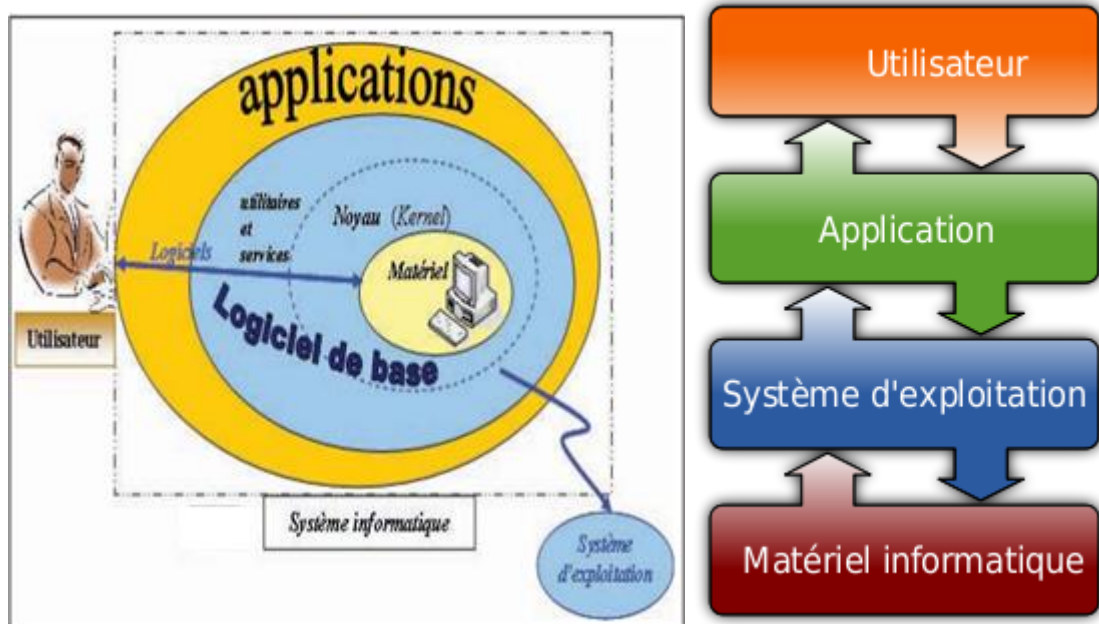 applications
utilitaires
et
services
Noyau (Kernel)
Logiciels
Matériel
Logiciel de base
Utilisateur
Système informatique
Système
d'exploitation
Utilisateur
Application
Système d'exploitation
Matériel informatique